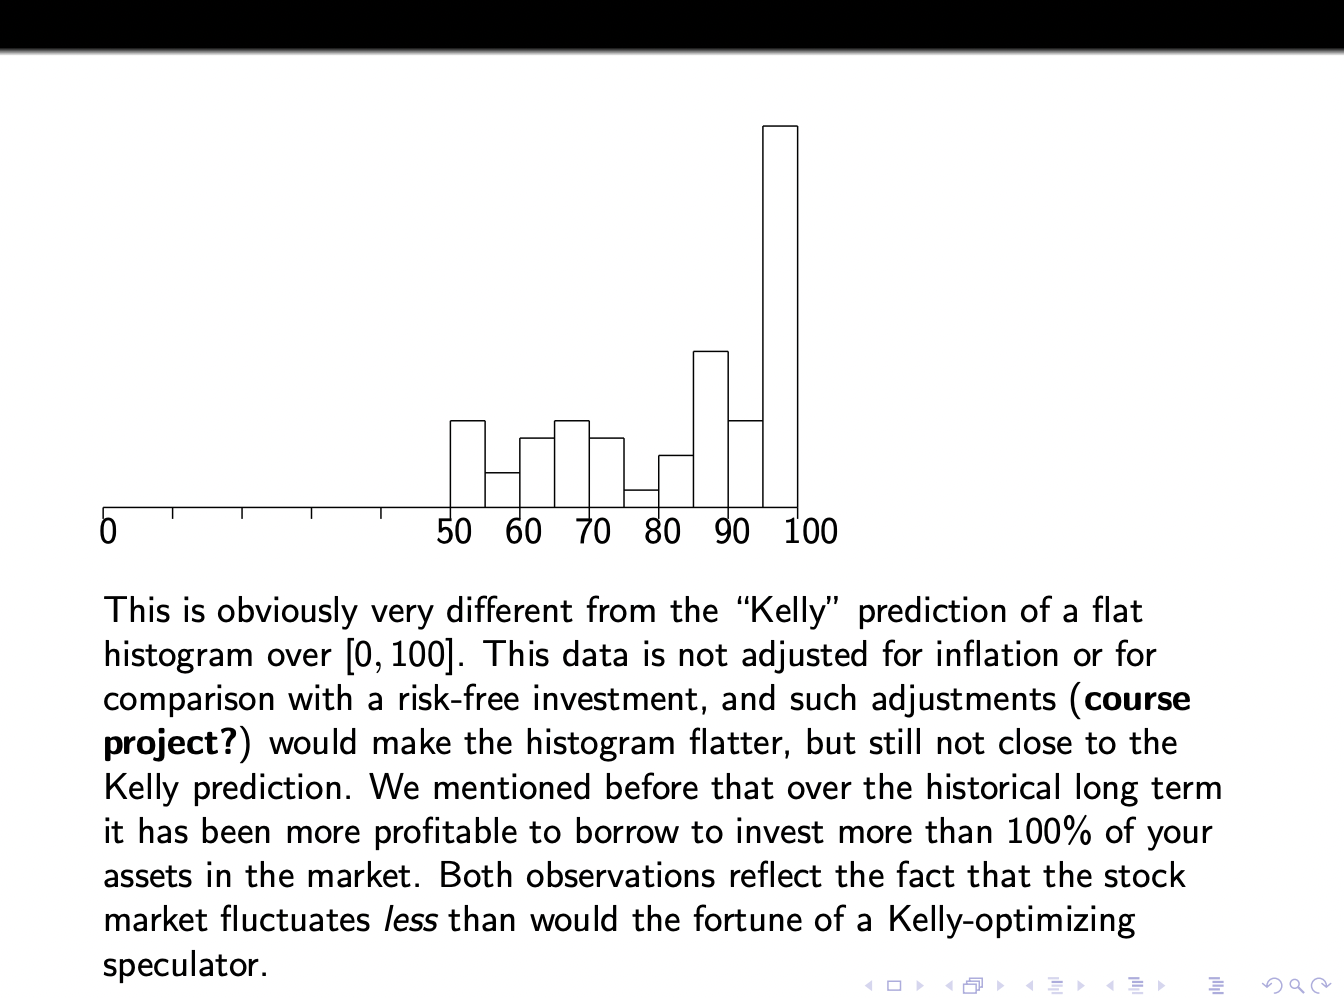 0 50 60 70 80 90 100
This is obviously very different from the “Kelly” prediction of a flat
histogram over [0, 100]. This data is not adjusted for inflation or for
comparison with a risk-free investment, and such adjustments (course
project?) would make the histogram flatter, but still not close to the
Kelly prediction. We mentioned before that over the historical long term
it has been more profitable to borrow to invest more than 100% of your
assets in the market. Both observations reflect the fact that the stock
market fluctuates less than would the fortune of a Kelly-optimizing
speculator.